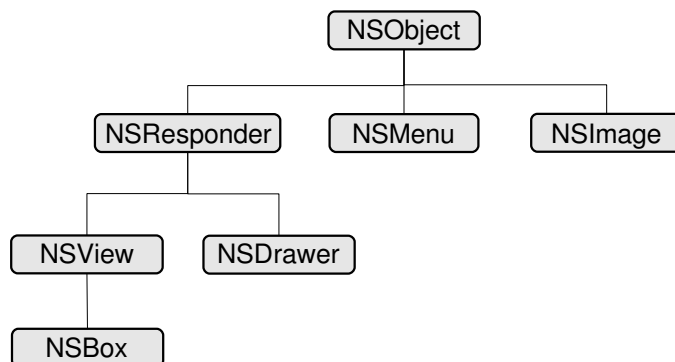 NSObject
NSResponder
NSMenu
NSImage
NSView
NSDrawer
NSBox